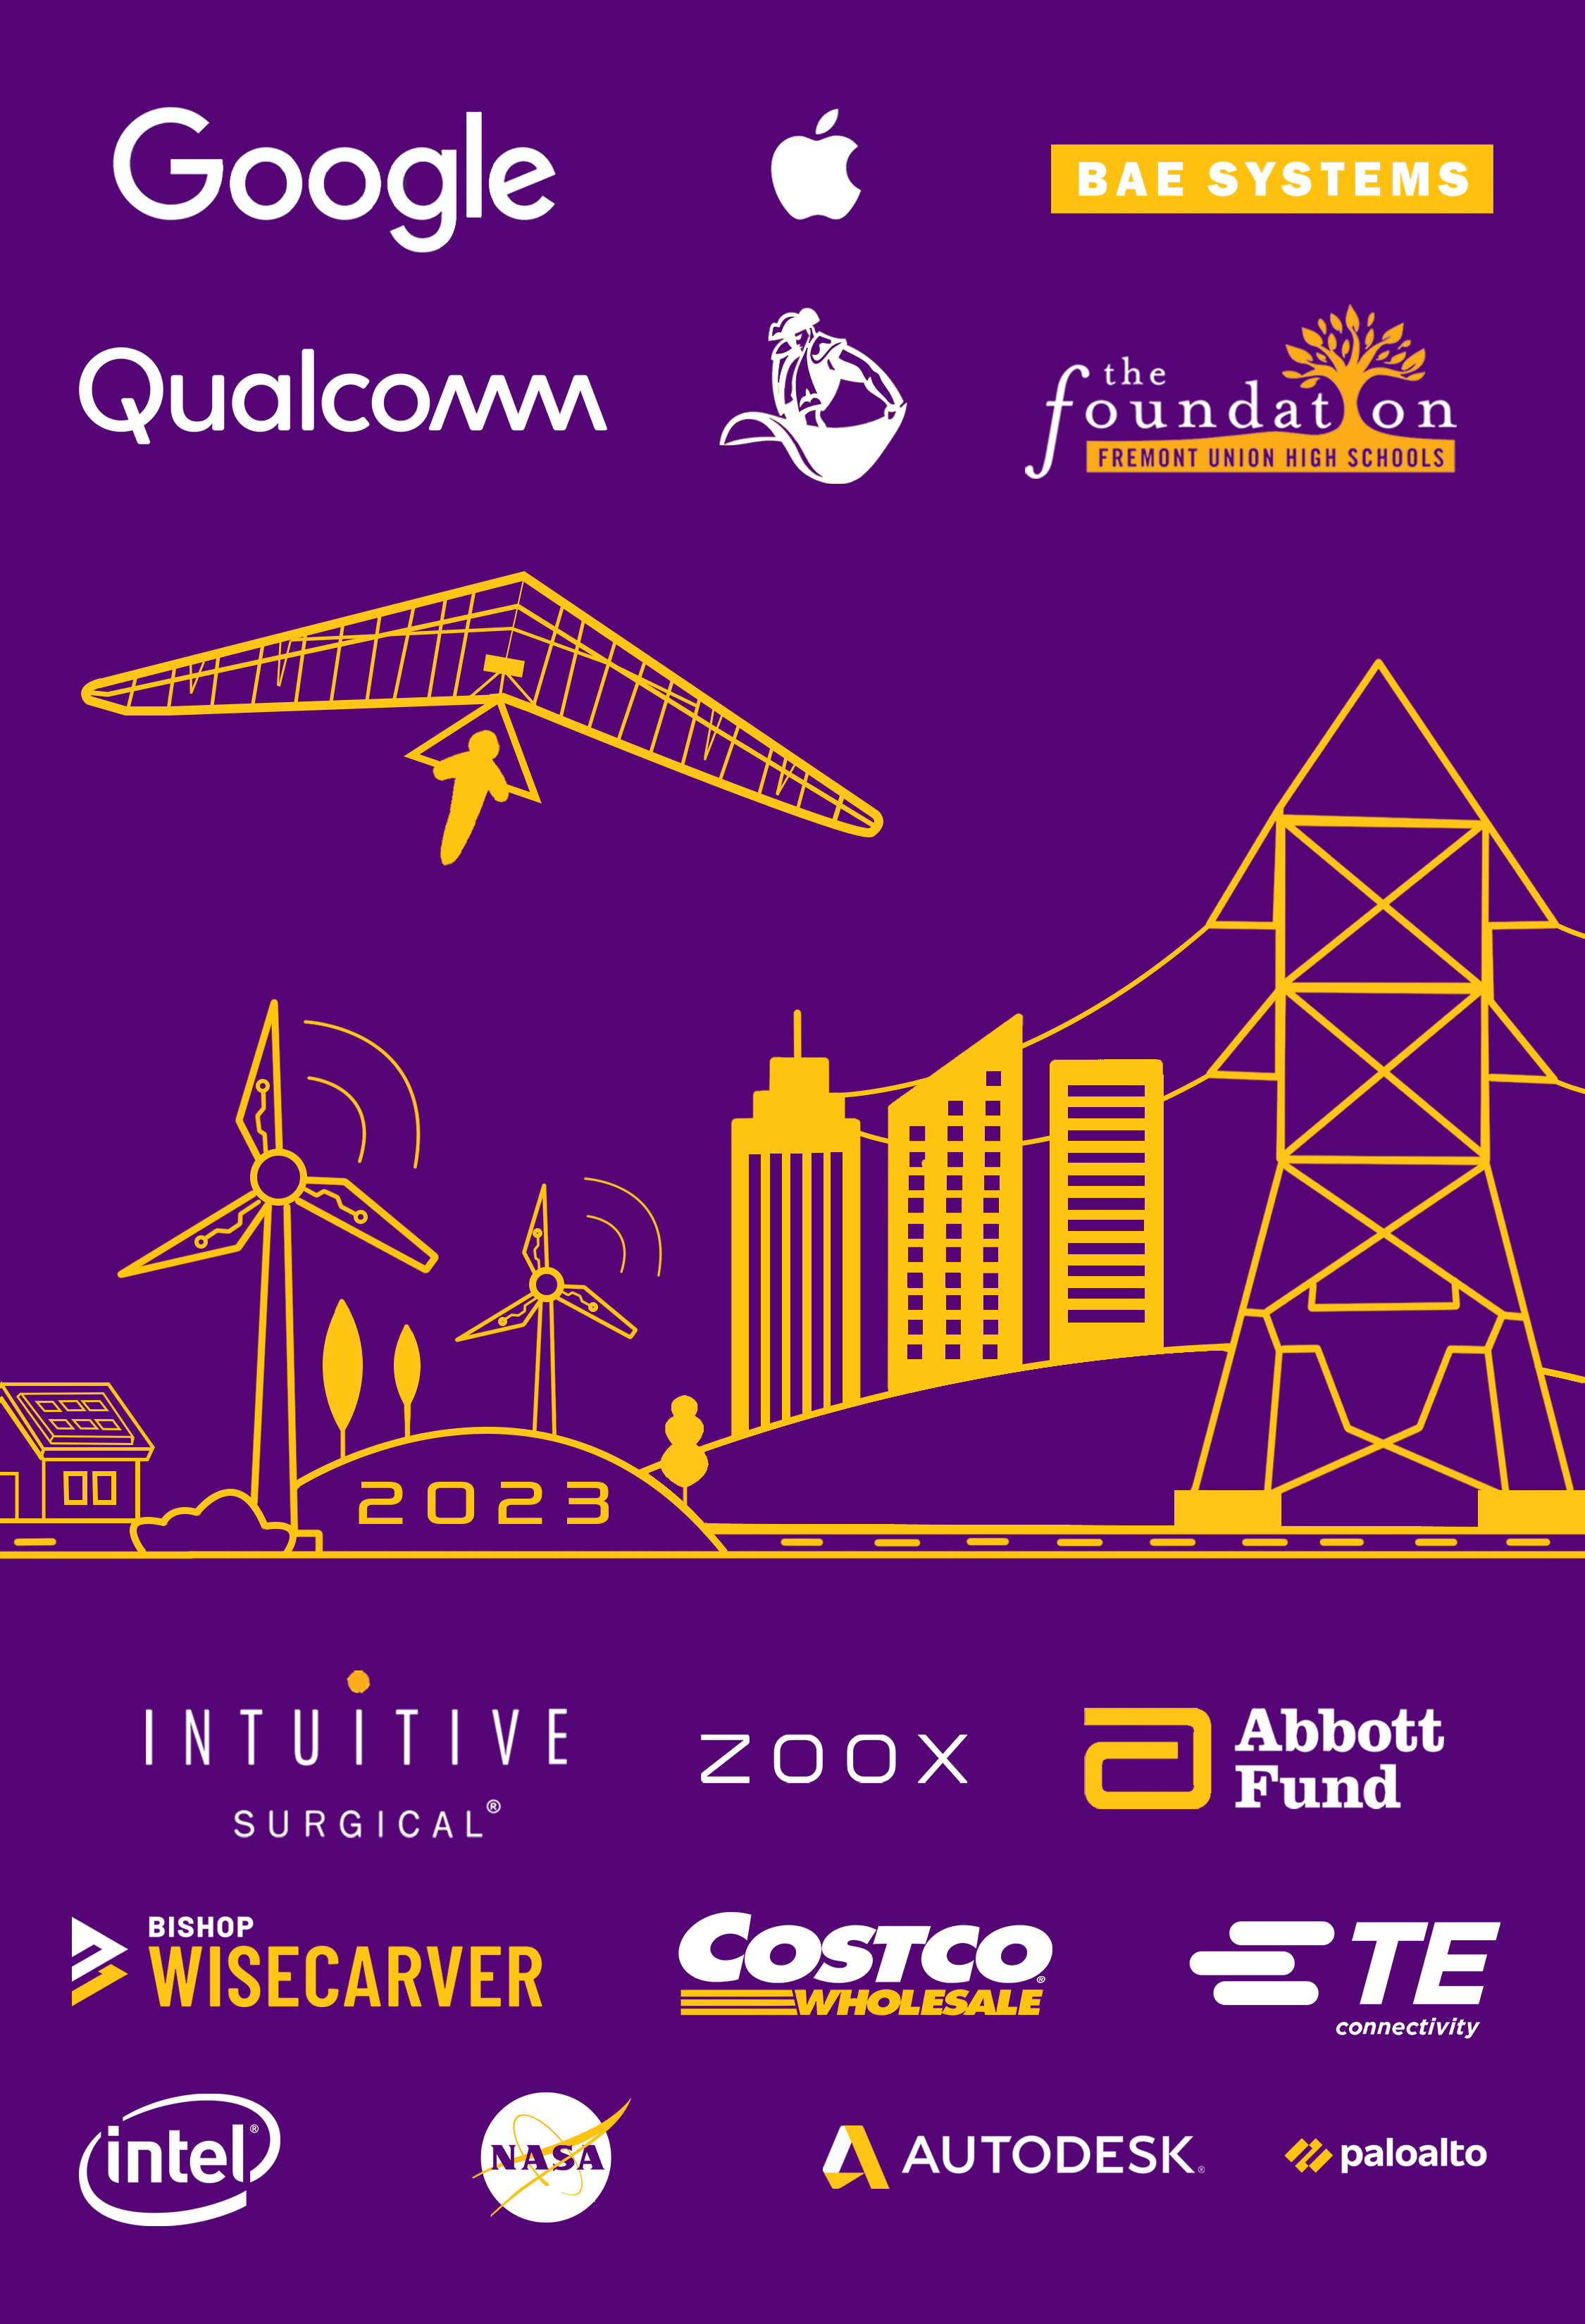 Google
BAE SYSTEMS
Qualcomm
the
foundation
FREMONT UNION HIGH SCHOOLS
2023
INTUITIVE
SURGICAL®
ZOOX
Abbott
Fund
BISHOP
WISECARVER
COSTCO®
WHOLESALE
TE
connectivity
intel®
NASA
AUTODESK®
paloalto